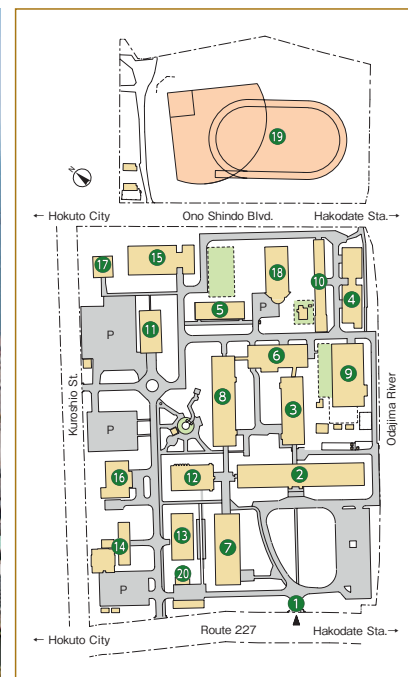 19
N
← Hokuto City Ono Shindo Blvd. Hakodate Sta.→
17 15 18 10 4
P 5 P
11
6 9
Kuroshio St.
8 3
Odajima River
P
16 12 2
13 7
14
20
P 1
← Hokuto City Route 227 Hakodate Sta.→